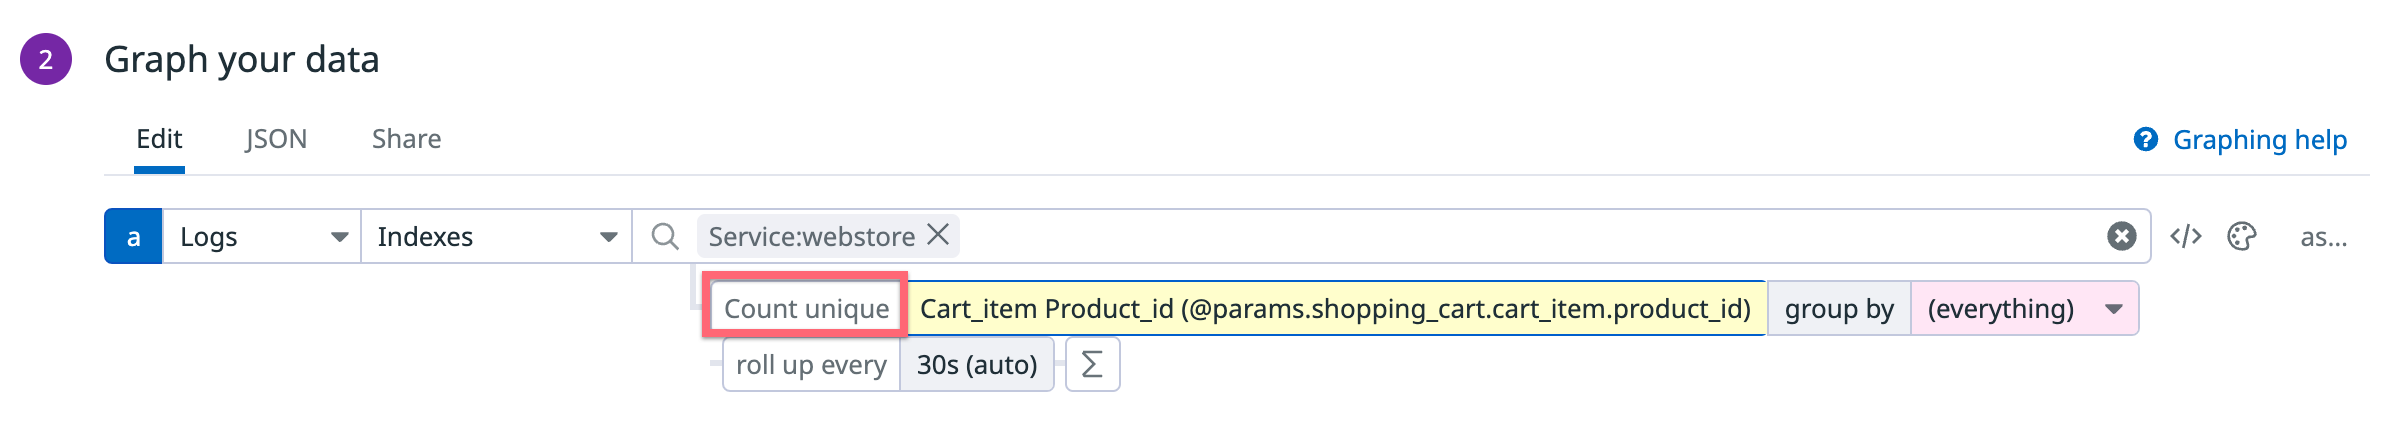 2 Graph your data
Edit JSON Share Graphing help
a Logs Indexes Service:webstore as...
Count unique Cart_item Product_id (@params.shopping_cart.cart_item.product_id) group by (everything)
roll up every 30s (auto) Σ